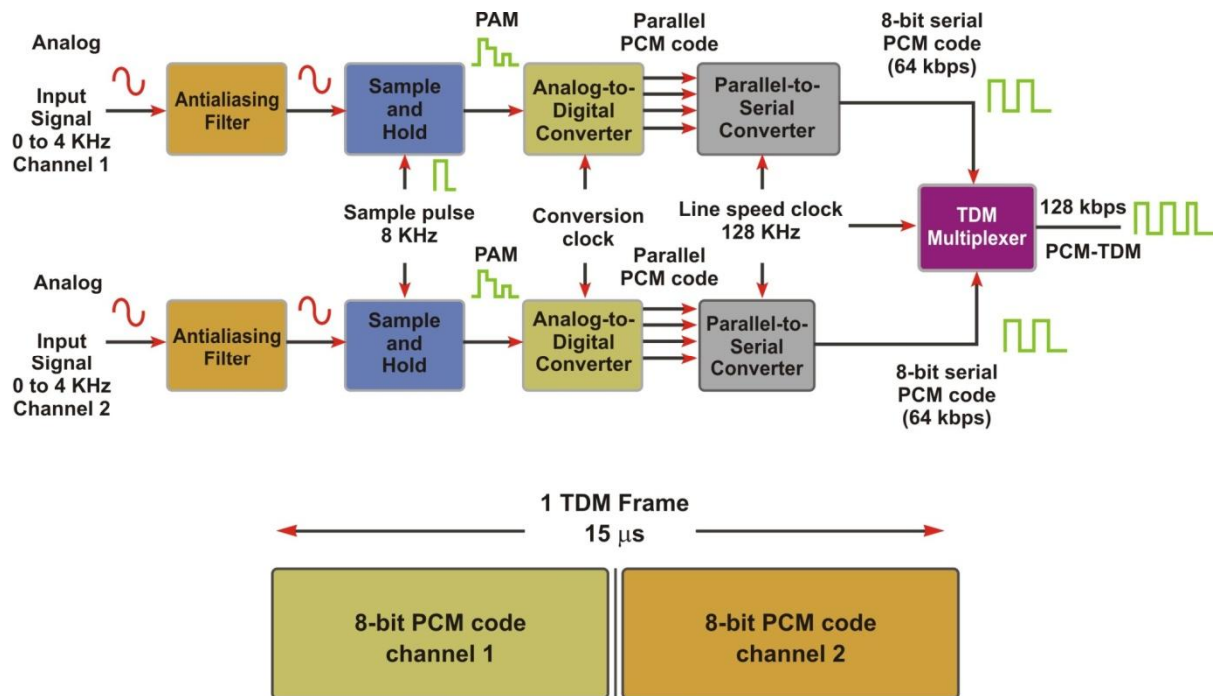 Analog
Input
Signal
0 to 4 KHz
Channel 1
Antialiasing
Filter
Sample
and
Hold
PAM
Analog-to-
Digital
Converter
Parallel
PCM code
Parallel-to-
Serial
Converter
8-bit serial
PCM code
(64 kbps)
Sample pulse
8 KHz
Conversion
clock
Line speed clock
128 KHz
TDM
Multiplexer
128 kbps
PCM-TDM
Analog
Input
Signal
0 to 4 KHz
Channel 2
Antialiasing
Filter
Sample
and
Hold
PAM
Analog-to-
Digital
Converter
Parallel
PCM code
Parallel-to-
Serial
Converter
8-bit serial
PCM code
(64 kbps)
1 TDM Frame
15 μs
8-bit PCM code
channel 1
8-bit PCM code
channel 2